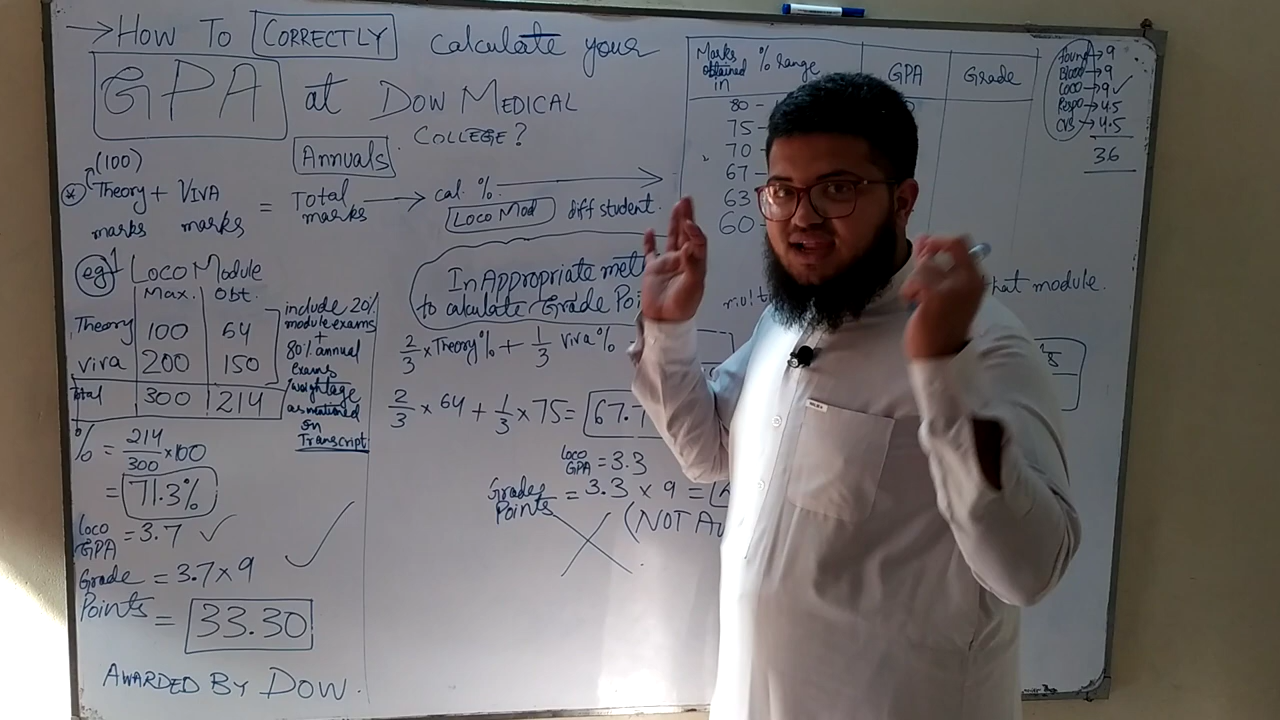 → HOW TO CORRECTLY calculate your
GPA at DOW MEDICAL
COLLEGE?
Annuals
(100)
* Theory + VIVA = Total → cal. % →
marks marks marks
Loco Mod diff student.
eg1 LOCO Module
Max. Obt.
Theory 100 64
viva 200 150
Total 300 214
include 20%
module exams
+
80% annual
exams
weightage
as mationed
on
Transcript
% = 214/300 × 100
= 71.3%
Loco GPA = 3.7 ✓
Grade Points = 3.7 × 9
= 33.30
AWARDED BY DOW.
InAppropriate met
to calculate Grade Poi
2/3 × Theory% + 1/3 viva%
2/3 × 64 + 1/3 × 75 = 67.
Loco GPA = 3.3
Grade Points = 3.3 × 9 =
(NOT
Marks obtained in % range GPA Grade
80 -
75 -
70
67 -
63
60
that module.
Found → 9
Blood → 9
Loco → 9 ✓
Respo → 4.5
CVS → 4.5
36